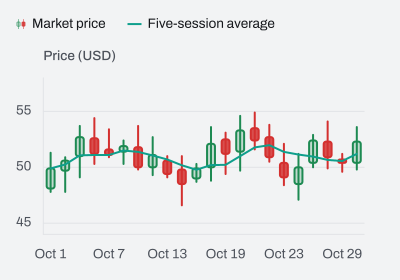 Market price Five-session average
Price (USD)
55
50
45
Oct 1 Oct 7 Oct 13 Oct 19 Oct 23 Oct 29